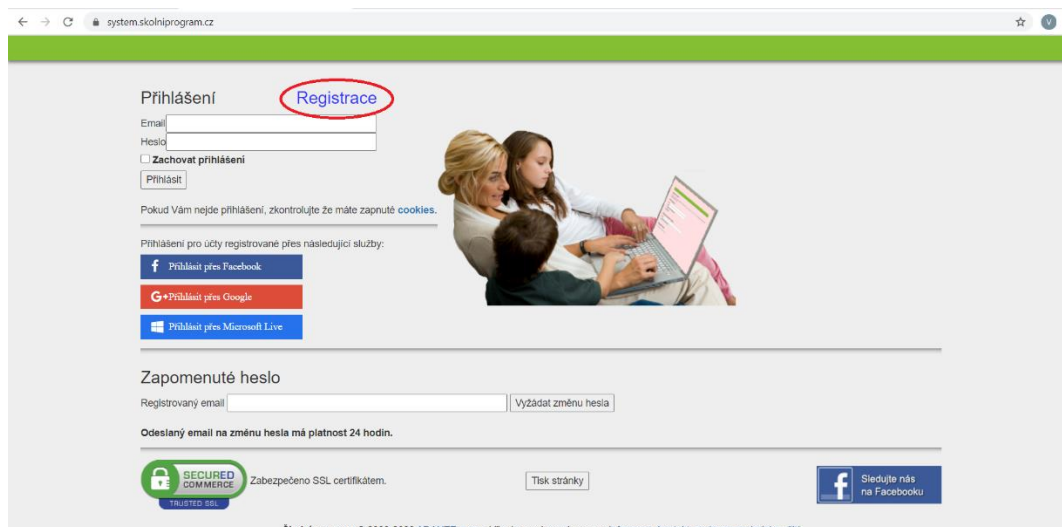 system.skolniprogram.cz
V
Přihlášení
Registrace
Email
Heslo
Zachovat přihlášení
Přihlásit
Pokud Vám nejde přihlášení, zkontrolujte že máte zapnuté cookies.
Přihlášení pro účty registrované přes následující služby:
f Přihlásit přes Facebook
G+ Přihlásit přes Google
Přihlásit přes Microsoft Live
Zapomenuté heslo
Registrovaný email
Vyžádat změnu hesla
Odeslaný email na změnu hesla má platnost 24 hodin.
SECURED
COMMERCE
TRUSTED SSL
Zabezpečeno SSL certifikátem.
Tisk stránky
f
Sledujte nás
na Facebooku